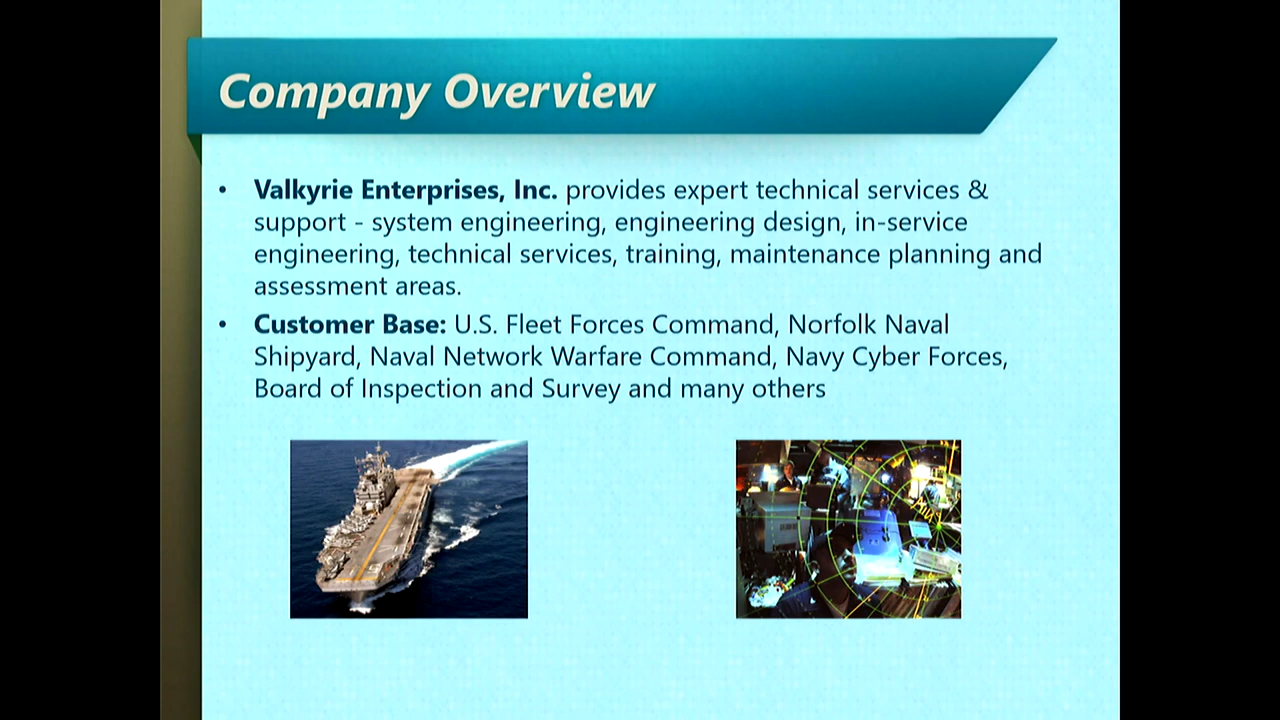 Company Overview
• Valkyrie Enterprises, Inc. provides expert technical services &
support - system engineering, engineering design, in-service
engineering, technical services, training, maintenance planning and
assessment areas.
• Customer Base: U.S. Fleet Forces Command, Norfolk Naval
Shipyard, Naval Network Warfare Command, Navy Cyber Forces,
Board of Inspection and Survey and many others